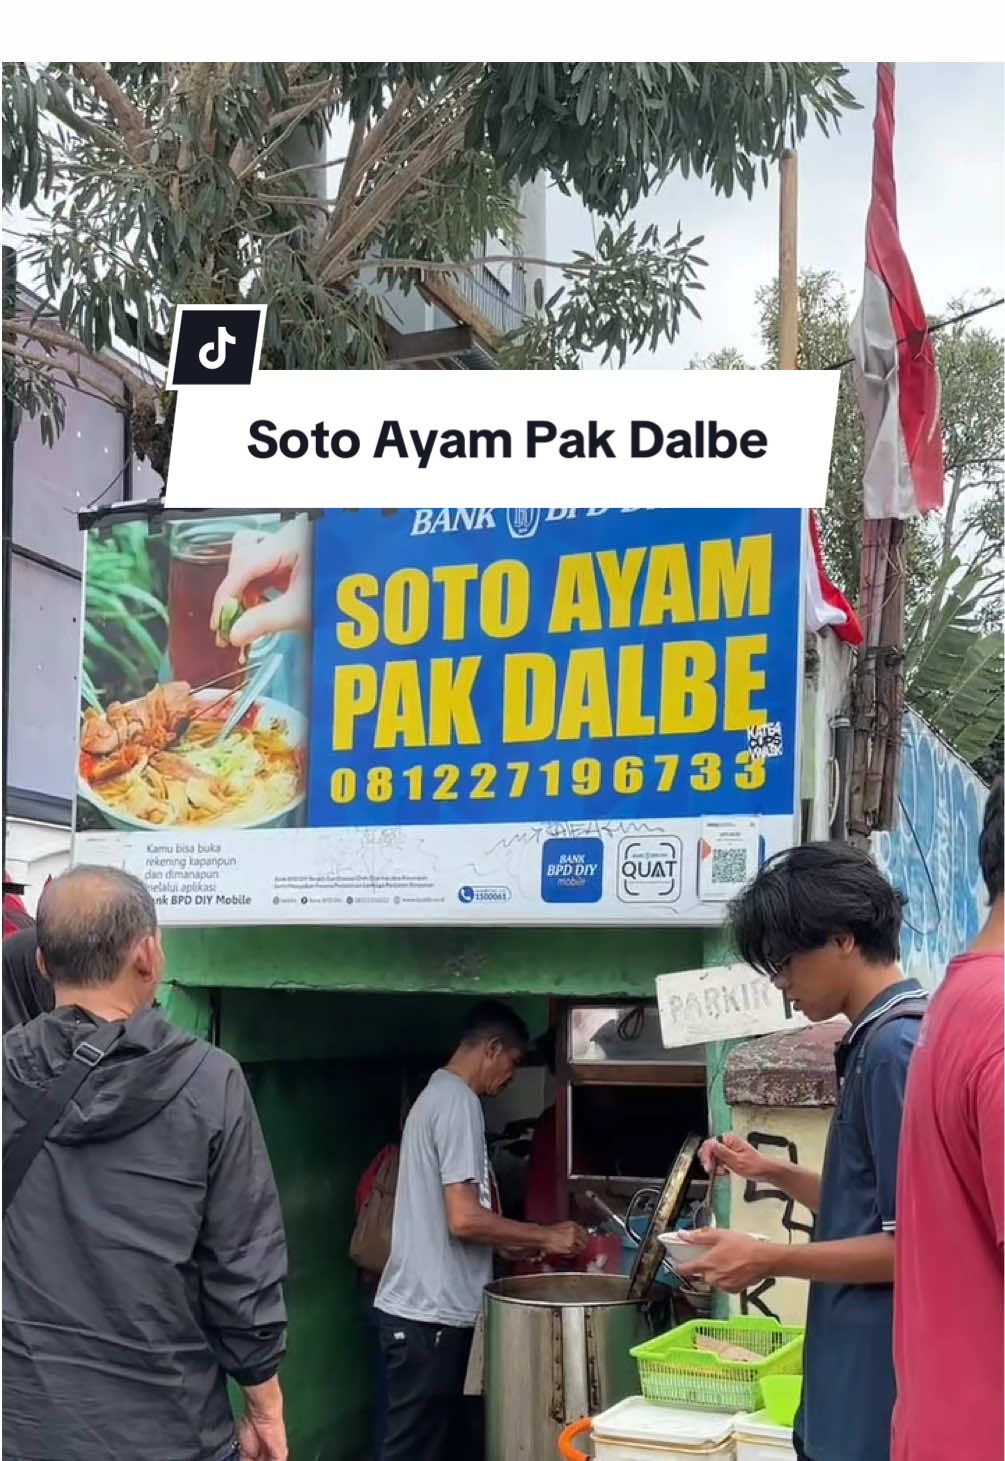 Soto Ayam Pak Dalbe
BANK BPD
SOTO AYAM
PAK DALBE
081227196733
Kamu bisa buka
rekening kapanpun
dan dimanapun
melalui aplikasi
Bank BPD DIY Mobile
BANK
BPD DIY
mobile
QUAT
1500061
PARKIR